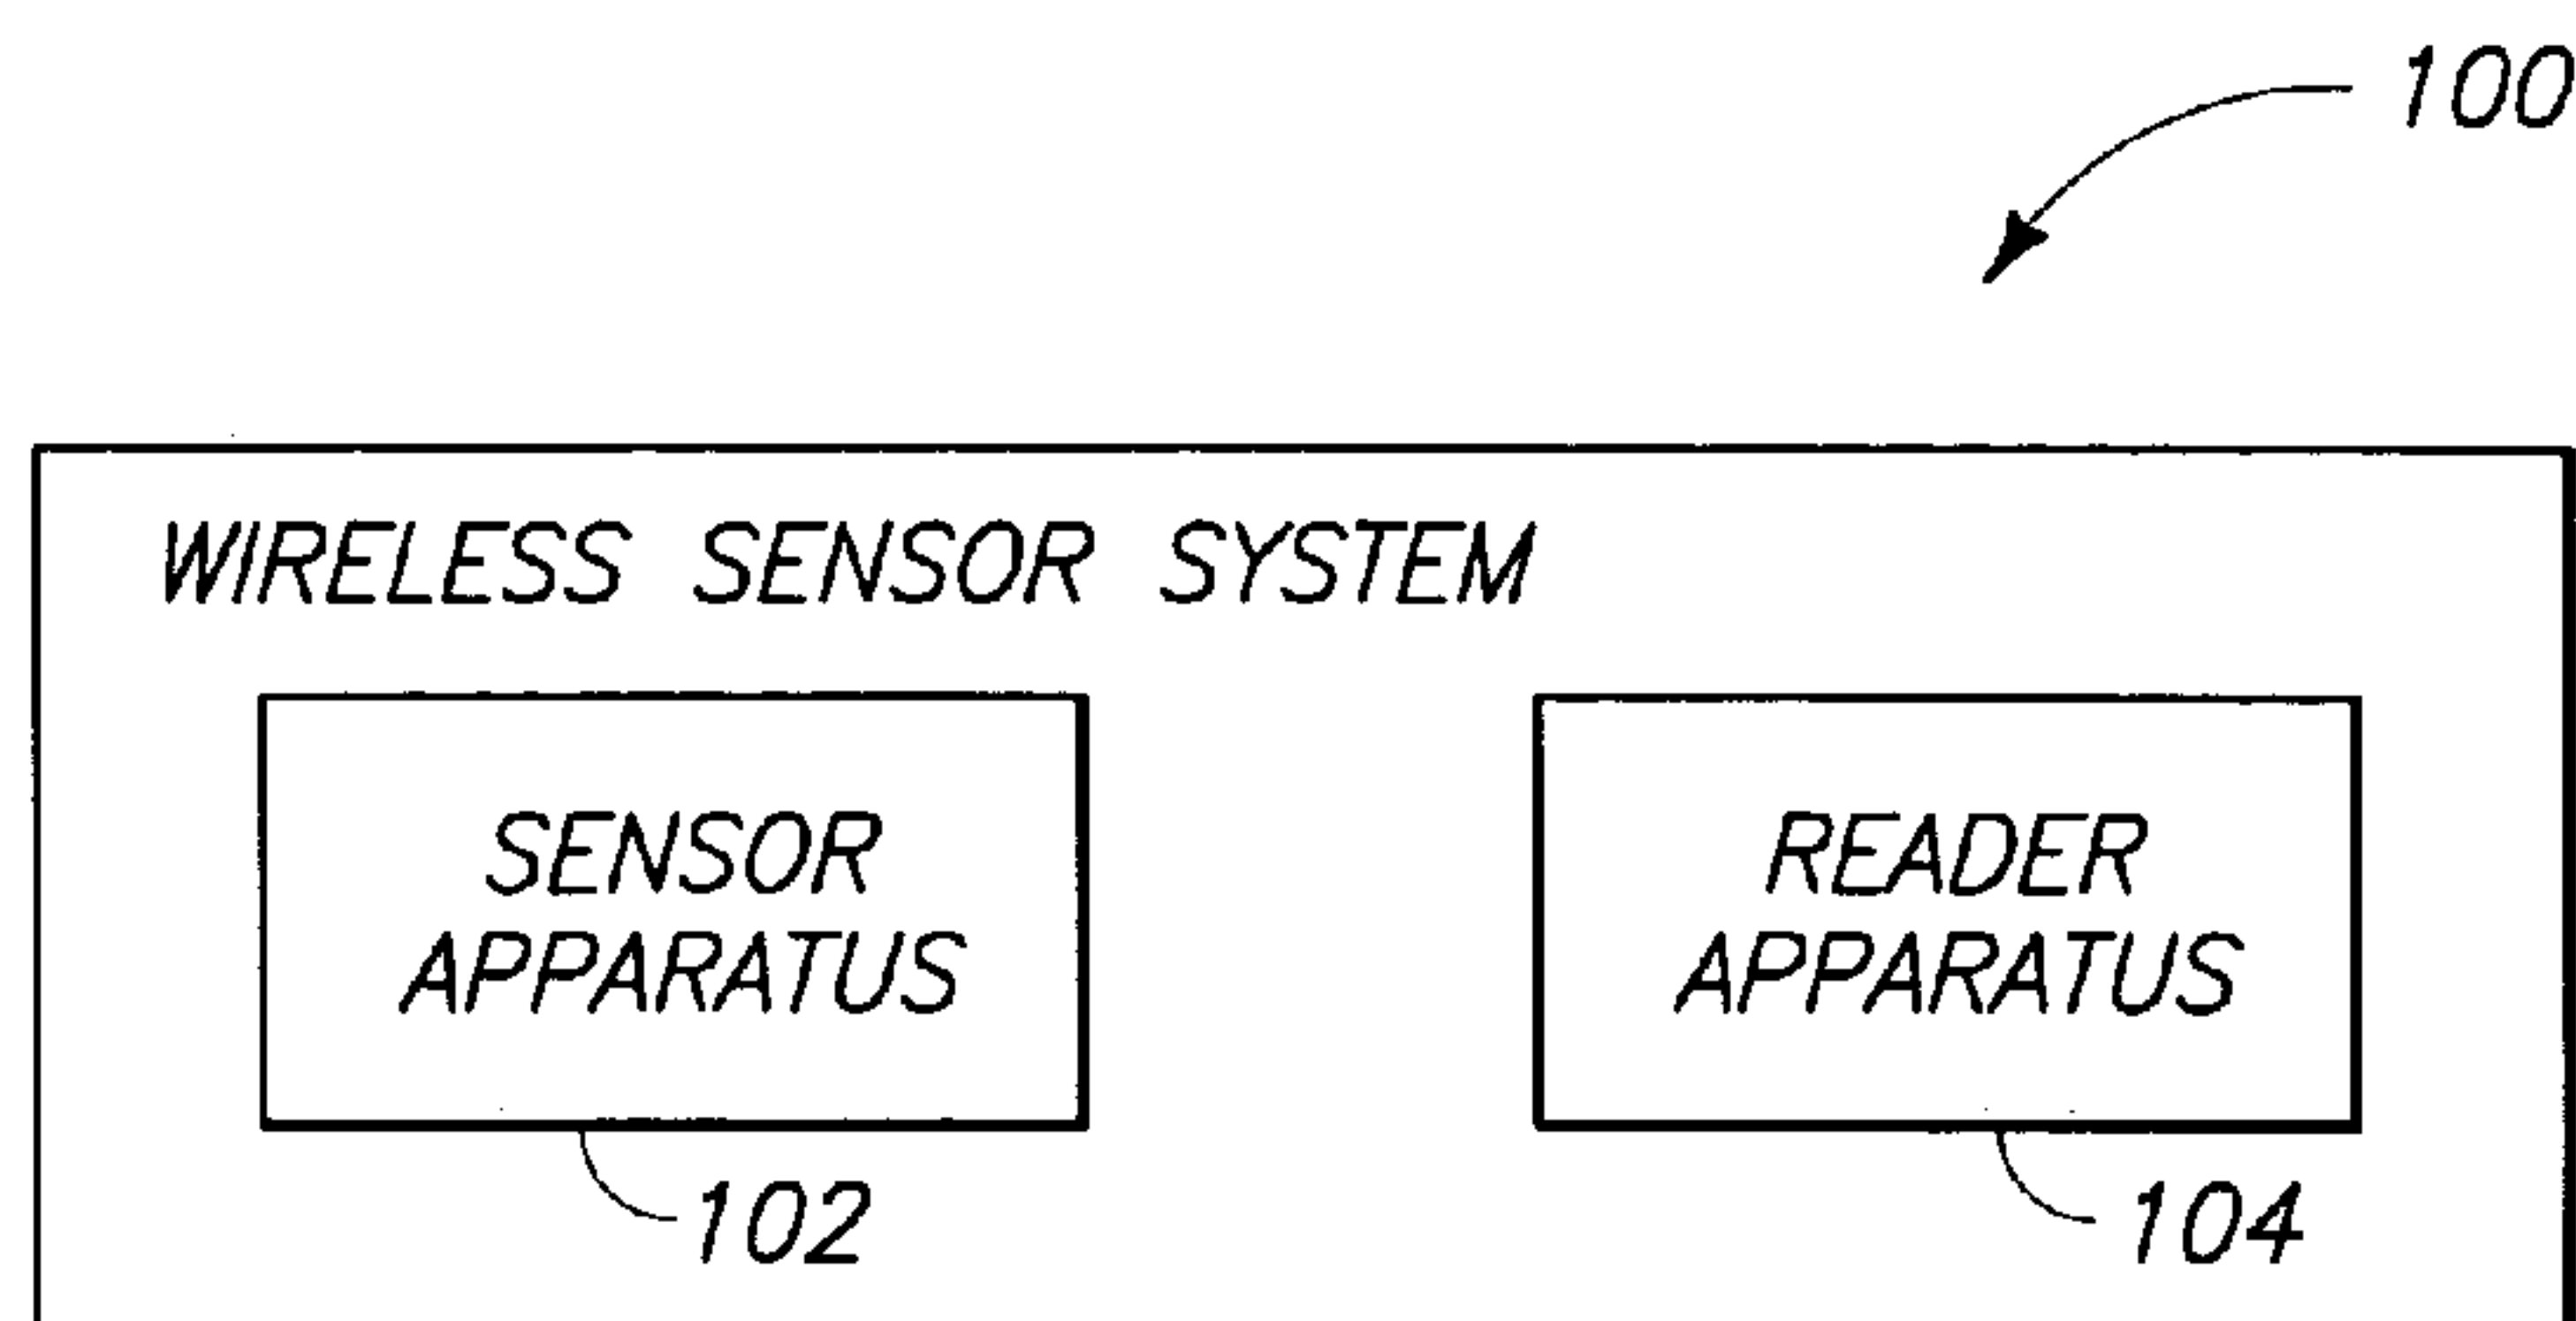 100
WIRELESS SENSOR SYSTEM
SENSOR
APPARATUS
READER
APPARATUS
102
104